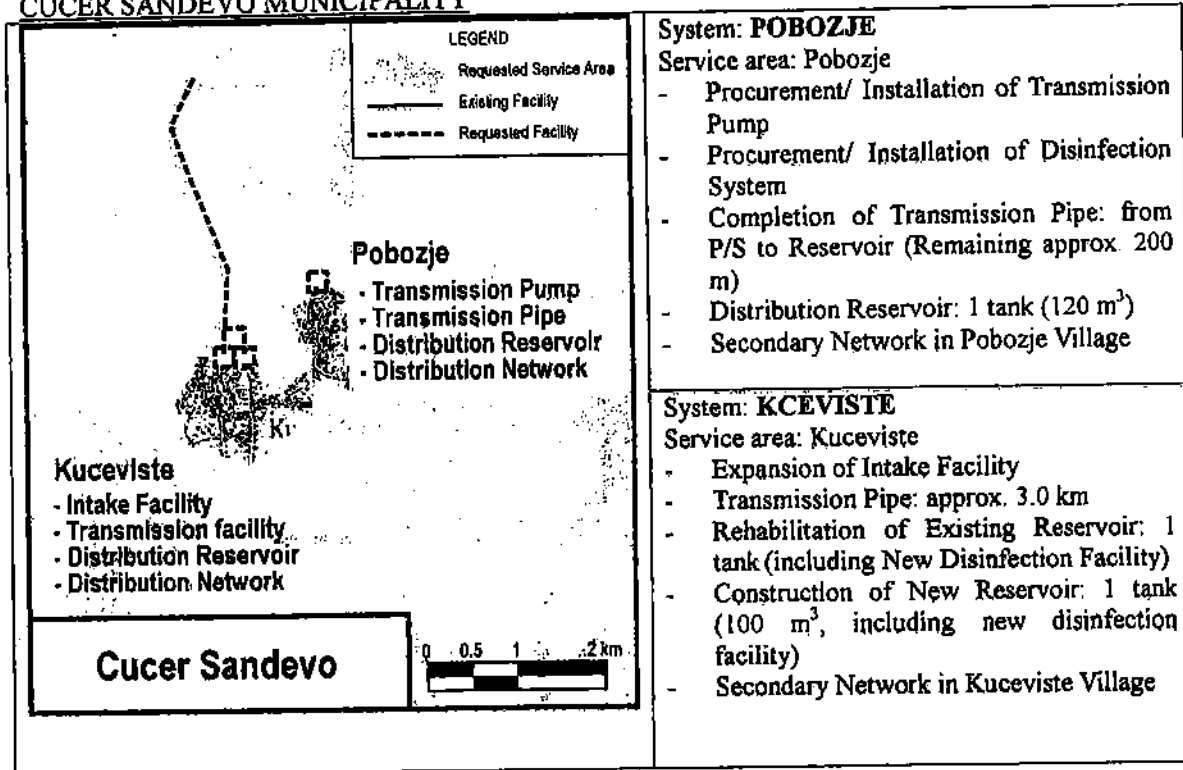 CUCER SANDEVO MUNICIPALITY
LEGEND
Requested Service Area
Existing Facility
Requested Facility
Pobozje
- Transmission Pump
- Transmission Pipe
- Distribution Reservoir
- Distribution Network
Kuceviste
- Intake Facility
- Transmission facility
- Distribution Reservoir
- Distribution Network
Cucer Sandevo
0 0.5 1 2 km
System: POBOZJE
Service area: Pobozje
- Procurement/ Installation of Transmission
Pump
- Procurement/ Installation of Disinfection
System
- Completion of Transmission Pipe: from
P/S to Reservoir (Remaining approx. 200
m)
- Distribution Reservoir: 1 tank (120 m³)
- Secondary Network in Pobozje Village
System: KCEVISTE
Service area: Kuceviste
- Expansion of Intake Facility
- Transmission Pipe: approx. 3.0 km
- Rehabilitation of Existing Reservoir: 1
tank (including New Disinfection Facility)
- Construction of New Reservoir: 1 tank
(100 m³, including new disinfection
facility)
- Secondary Network in Kuceviste Village